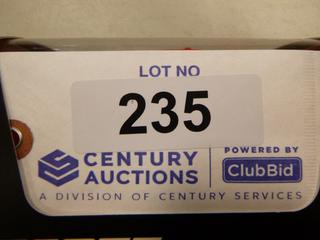 LOT NO
235
CENTURY AUCTIONS
POWERED BY
ClubBid
A DIVISION OF CENTURY SERVICES